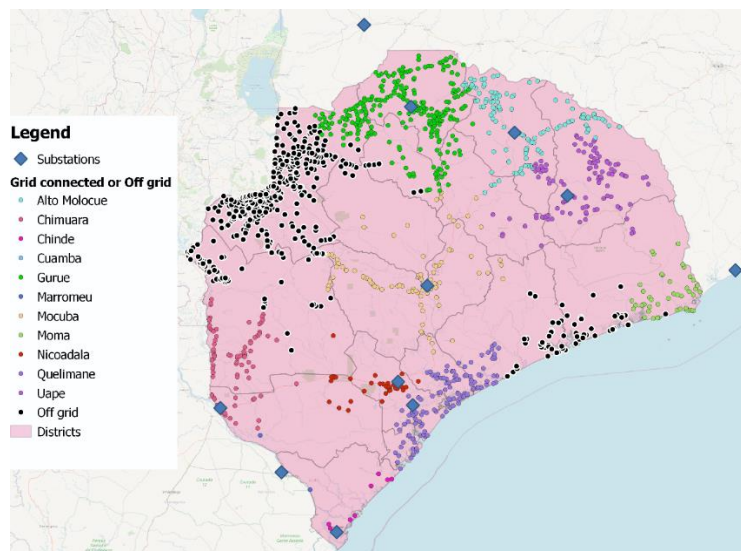 Legend
Substations
Grid connected or Off grid
Alto Molocue
Chimuara
Chinde
Cuamba
Gurue
Marromeu
Mocuba
Moma
Nicoadala
Quelimane
Uape
Off grid
Districts